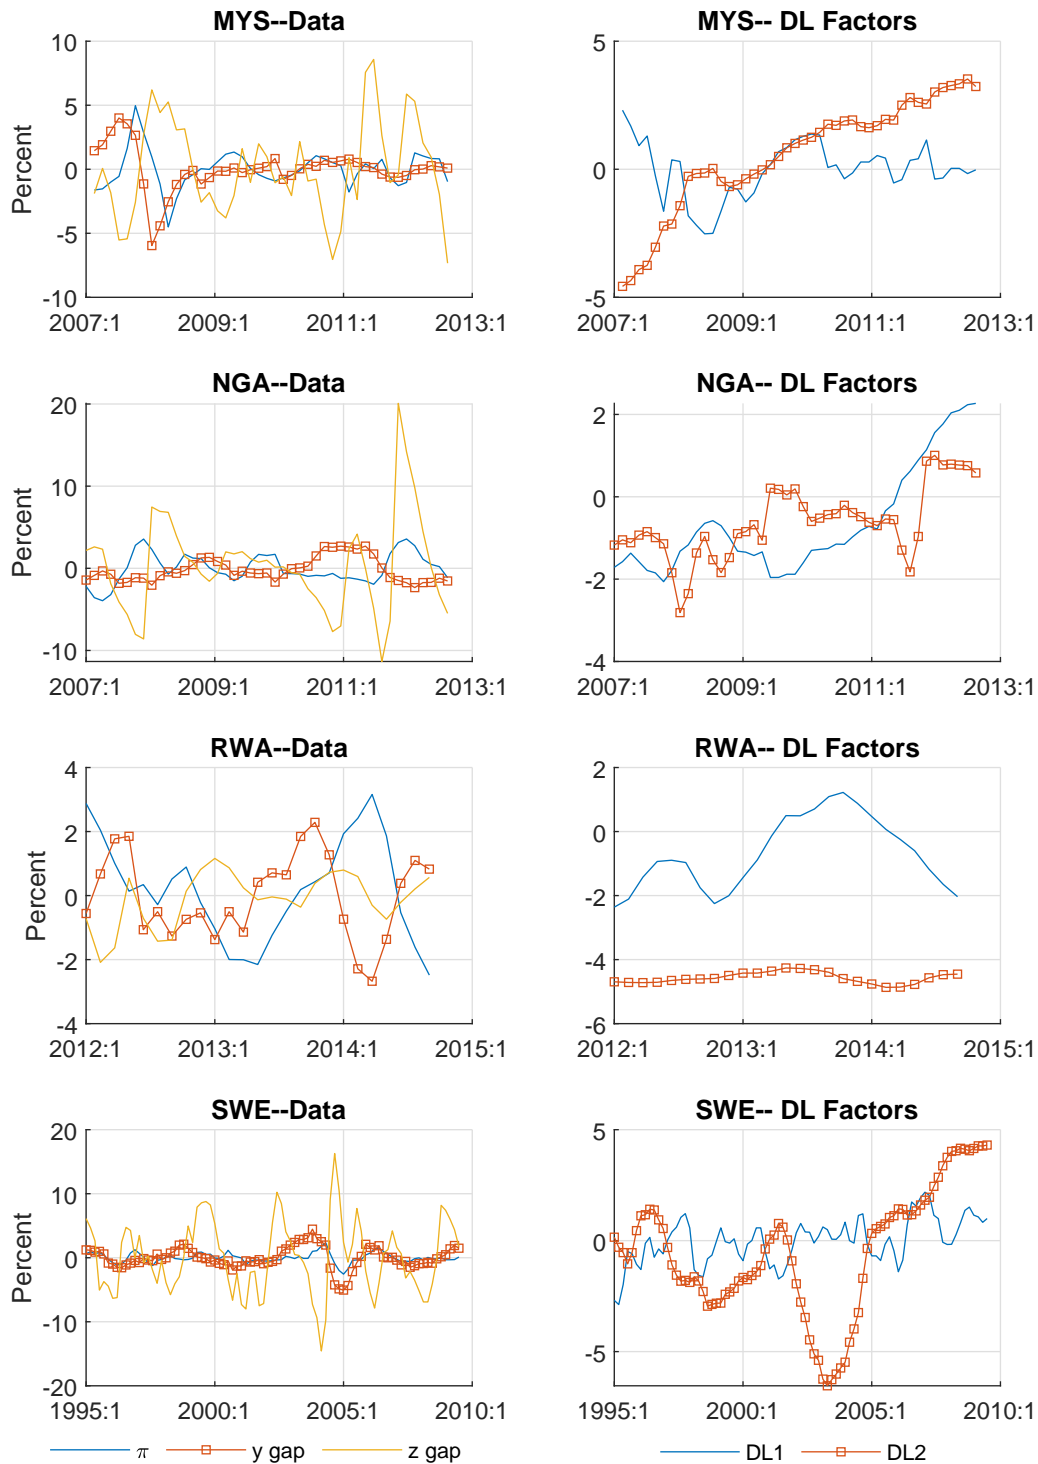 MYS--Data
MYS-- DL Factors
10
5
0
-5
-10
Percent
2007:1 2009:1 2011:1 2013:1
5
0
-5
2007:1 2009:1 2011:1 2013:1
NGA--Data
NGA-- DL Factors
20
10
0
-10
Percent
2007:1 2009:1 2011:1 2013:1
2
0
-2
-4
2007:1 2009:1 2011:1 2013:1
RWA--Data
RWA-- DL Factors
4
2
0
-2
-4
Percent
2012:1 2013:1 2014:1 2015:1
2
0
-2
-4
-6
2012:1 2013:1 2014:1 2015:1
SWE--Data
SWE-- DL Factors
20
10
0
-10
-20
Percent
1995:1 2000:1 2005:1 2010:1
5
0
-5
1995:1 2000:1 2005:1 2010:1
π y gap z gap
DL1 DL2